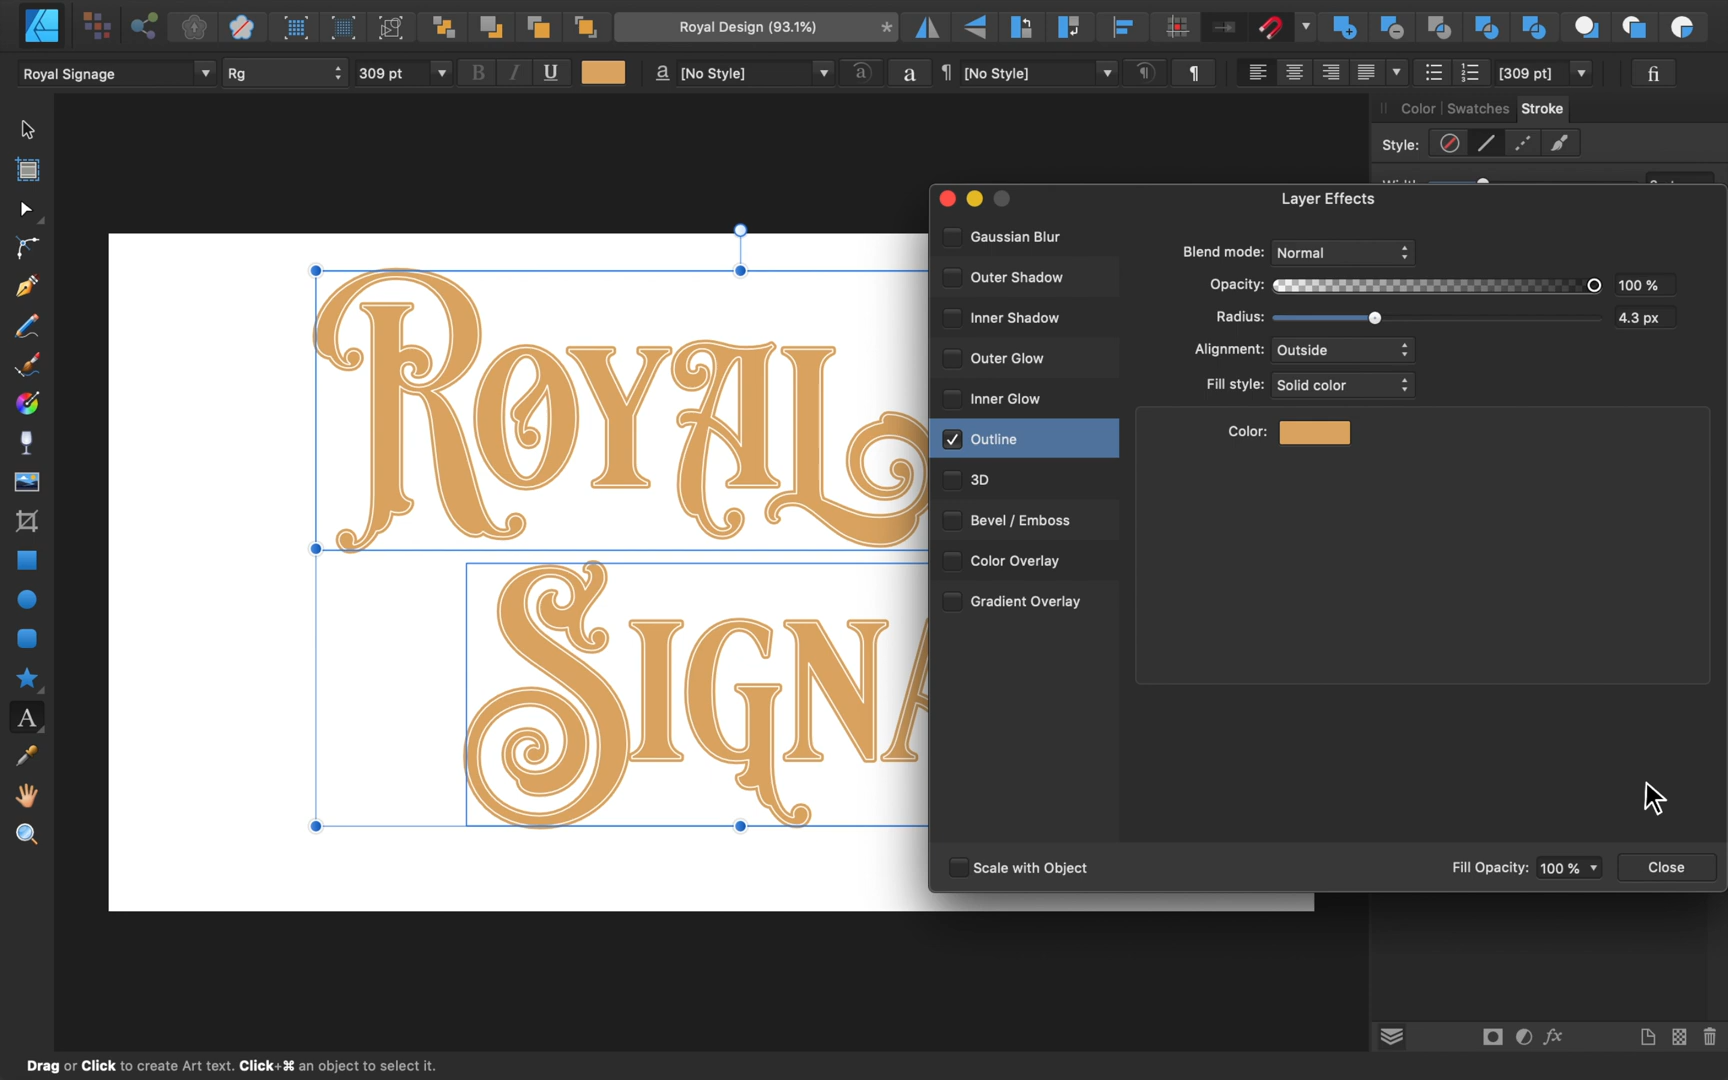 Royal Design (93.1%) *
Royal Signage Rg 309 pt B I U a [No Style] a a ¶ [No Style] ¶ ¶ [309 pt] fi
Color Swatches Stroke
Style:
Layer Effects
Gaussian Blur
Outer Shadow
Inner Shadow
Outer Glow
Inner Glow
Outline
3D
Bevel / Emboss
Color Overlay
Gradient Overlay
Blend mode: Normal
Opacity: 100 %
Radius: 4.3 px
Alignment: Outside
Fill style: Solid color
Color:
Scale with Object
Fill Opacity: 100 % Close
ROYAL
SIGNA
A
fx
Drag or Click to create Art text. Click+⌘ an object to select it.